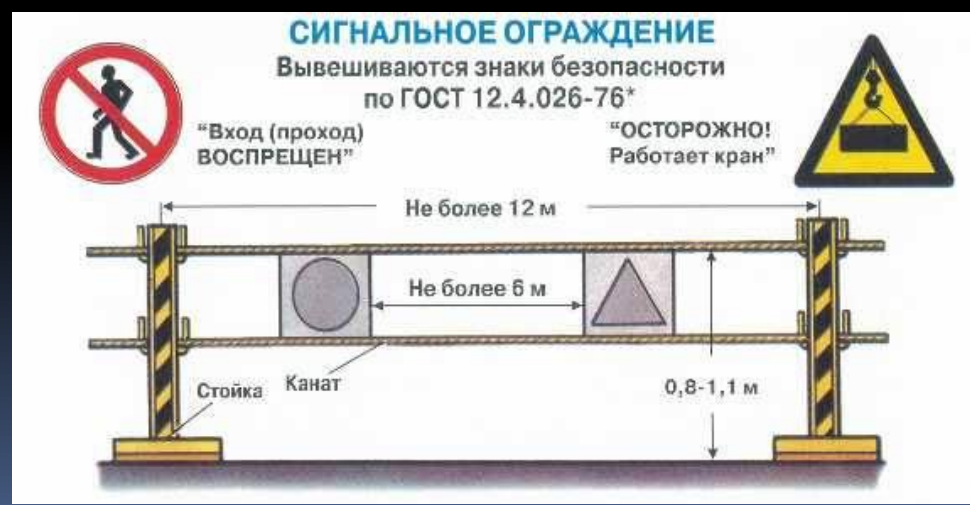 СИГНАЛЬНОЕ ОГРАЖДЕНИЕ
Вывешиваются знаки безопасности
по ГОСТ 12.4.026-76*
“Вход (проход)
ВОСПРЕЩЕН”
“ОСТОРОЖНО!
Работает кран”
Не более 12 м
Не более 6 м
Стойка
Канат
0,8-1,1 м